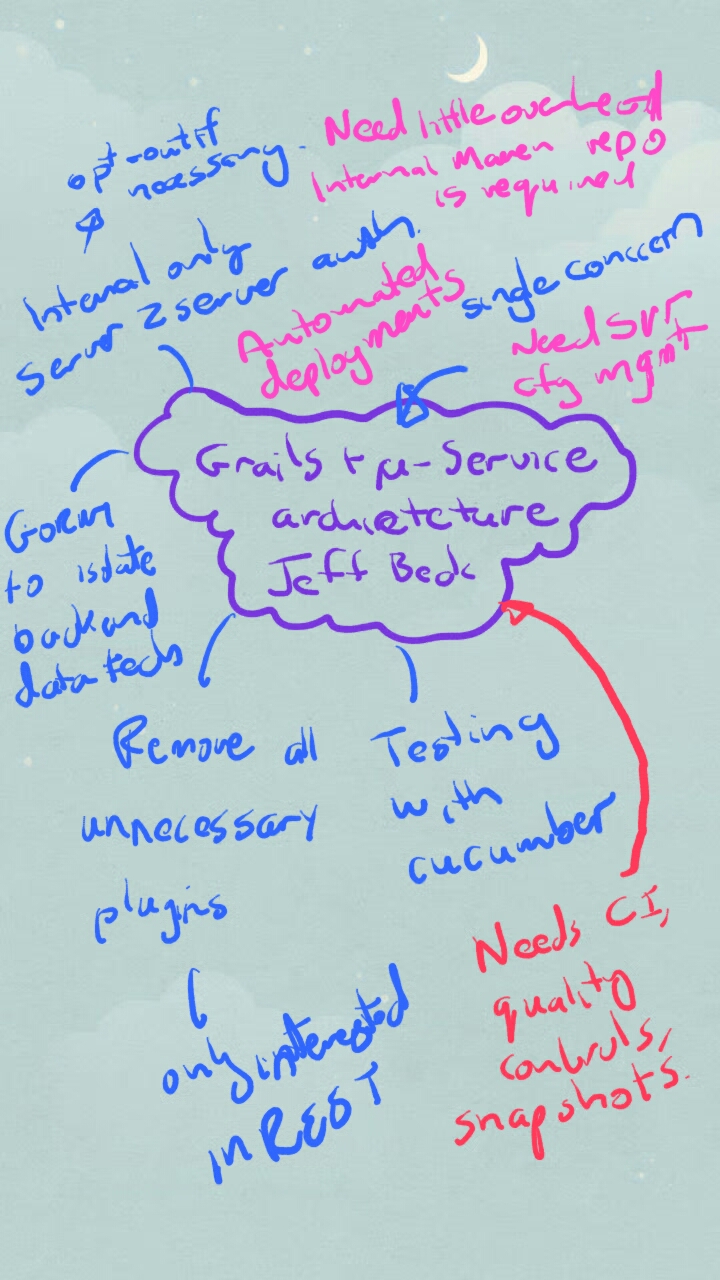 opt-out if
necessary.
Need little overhead
Internal Maven repo
is required
Internal only
Server 2 server auth.
Automated
deployments
single concern
Need svr
cfg mgmt
Grails + μ-Service
archictetcture
Jeff Beck
GORM
to isolate
backend
data techs
Remove all
unnecessary
plugins
Testing
with
cucumber
only interested
in REST
Needs CI,
quality
controls,
snapshots.